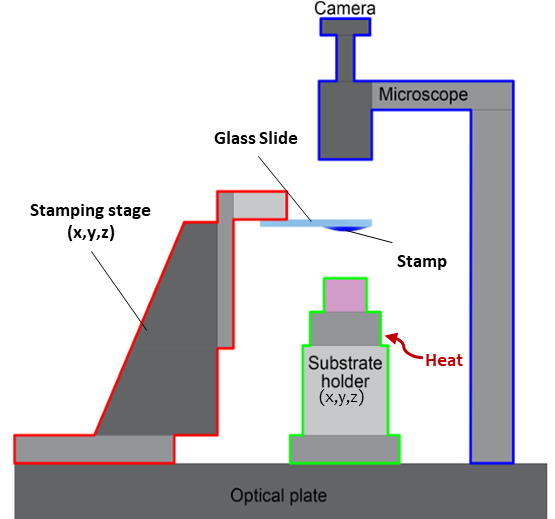 Camera
Microscope
Glass Slide
Stamping stage
(x,y,z)
Stamp
Heat
Substrate
holder
(x,y,z)
Optical plate